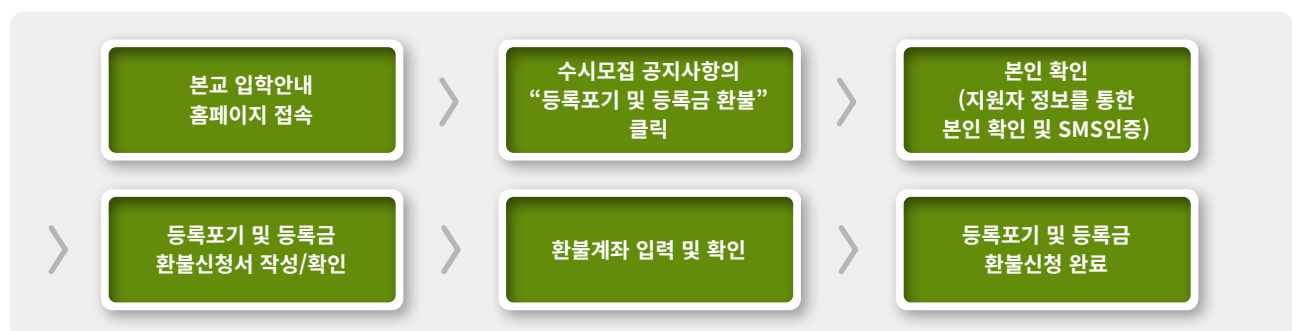 본교 입학안내
홈페이지 접속
수시모집 공지사항의
“등록포기 및 등록금 환불”
클릭
본인 확인
(지원자 정보를 통한
본인 확인 및 SMS인증)
등록포기 및 등록금
환불신청서 작성/확인
환불계좌 입력 및 확인
등록포기 및 등록금
환불신청 완료